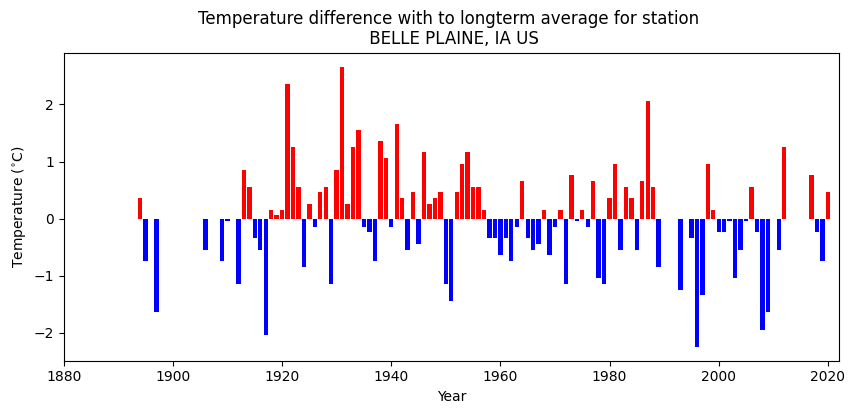 Temperature difference with to longterm average for station
BELLE PLAINE, IA US
Temperature (°C)
2
1
0
−1
−2
1880 1900 1920 1940 1960 1980 2000 2020
Year